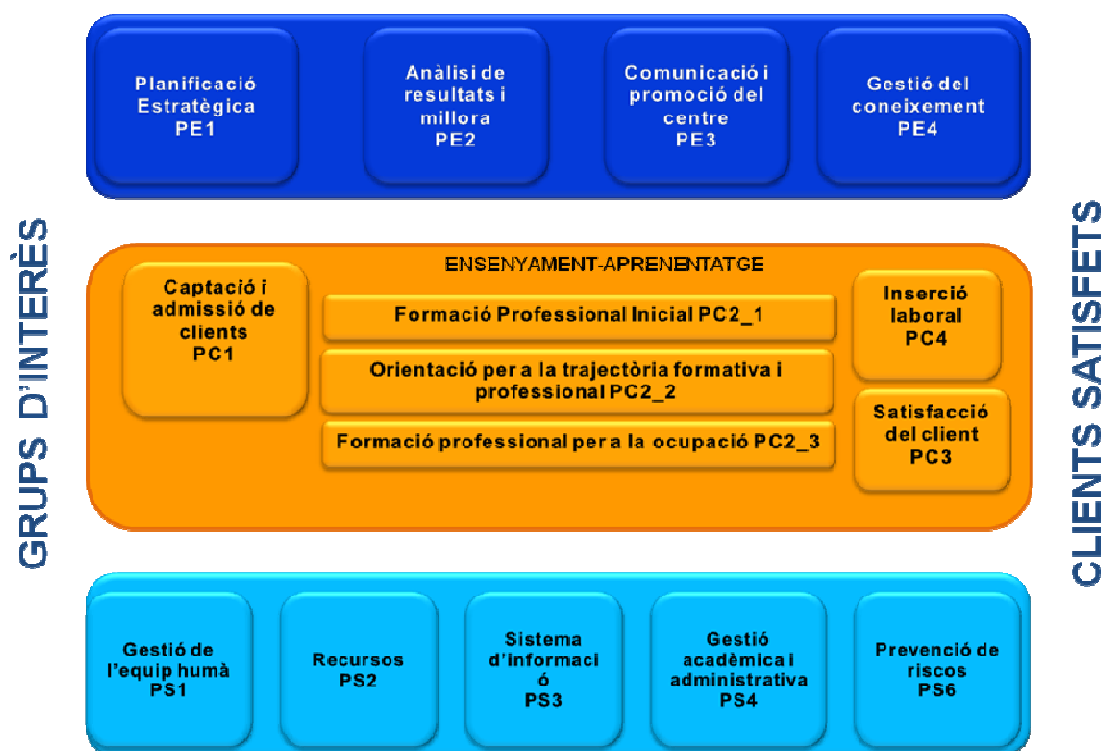 Planificació
Estratègica
PE1
Anàlisi de
resultats i
millora
PE2
Comunicació i
promoció del
centre
PE3
Gestió del
coneixement
PE4
GRUPS D'INTERÈS
ENSENYAMENT-APRENENTATGE
Captació i
admissió de
clients
PC1
Formació Professional Inicial PC2_1
Orientació per a la trajectòria formativa i
professional PC2_2
Formació professional per a la ocupació PC2_3
Inserció
laboral
PC4
Satisfacció
del client
PC3
CLIENTS SATISFETS
Gestió de
l'equip humà
PS1
Recursos
PS2
Sistema
d'informaci
ó
PS3
Gestió
acadèmica i
administrativa
PS4
Prevenció de
riscos
PS6